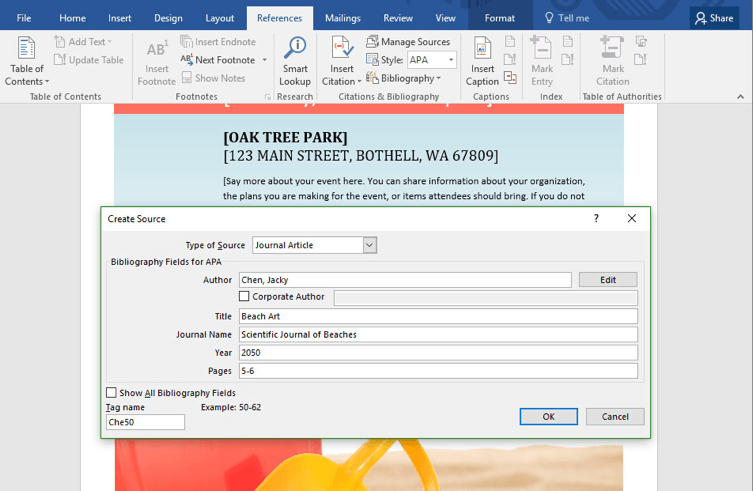 File Home Insert Design Layout References Mailings Review View Format Tell me Share
Table of Contents
Add Text
Update Table
Table of Contents
AB¹
Insert Footnote
Insert Endnote
Next Footnote
Show Notes
Footnotes
Smart Lookup
Research
Insert Citation
Manage Sources
Style: APA
Bibliography
Citations & Bibliography
Insert Caption
Captions
Mark Entry
Index
Mark Citation
Table of Authorities
[OAK TREE PARK]
[123 MAIN STREET, BOTHELL, WA 67809]
[Say more about your event here. You can share information about your organization,
the plans you are making for the event, or items attendees should bring. If you do not
Create Source ?
Type of Source Journal Article
Bibliography Fields for APA
Author Chen, Jacky Edit
Corporate Author
Title Beach Art
Journal Name Scientific Journal of Beaches
Year 2050
Pages 5-6
Show All Bibliography Fields
Tag name Example: 50-62
Che50
OK Cancel